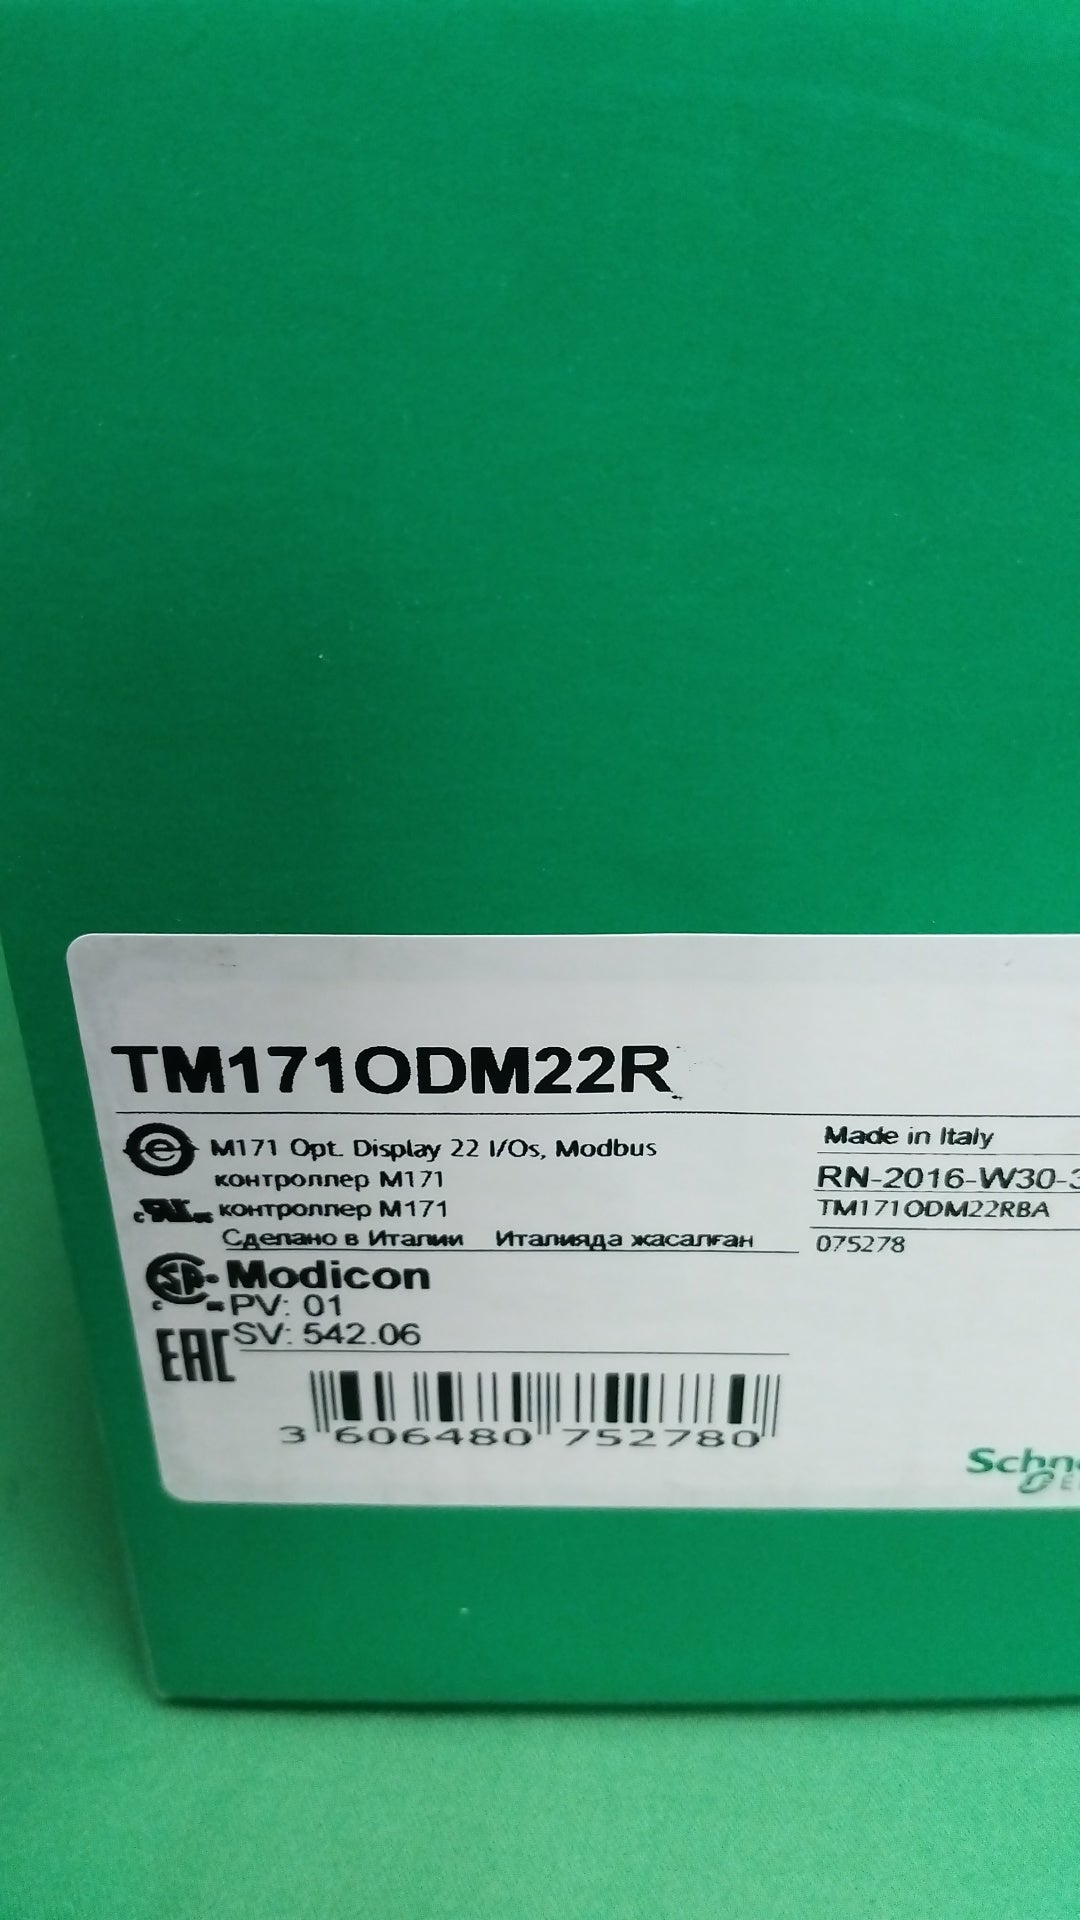 TM171ODM22R
M171 Opt. Display 22 I/Os, Modbus
контроллер M171
контроллер M171
Сделано в Италии Италияда жасалған
Made in Italy
RN-2016-W30-3
TM171ODM22RBA
075278
Modicon
PV: 01
SV: 542.06
EAC
3 606480 752780
Schn